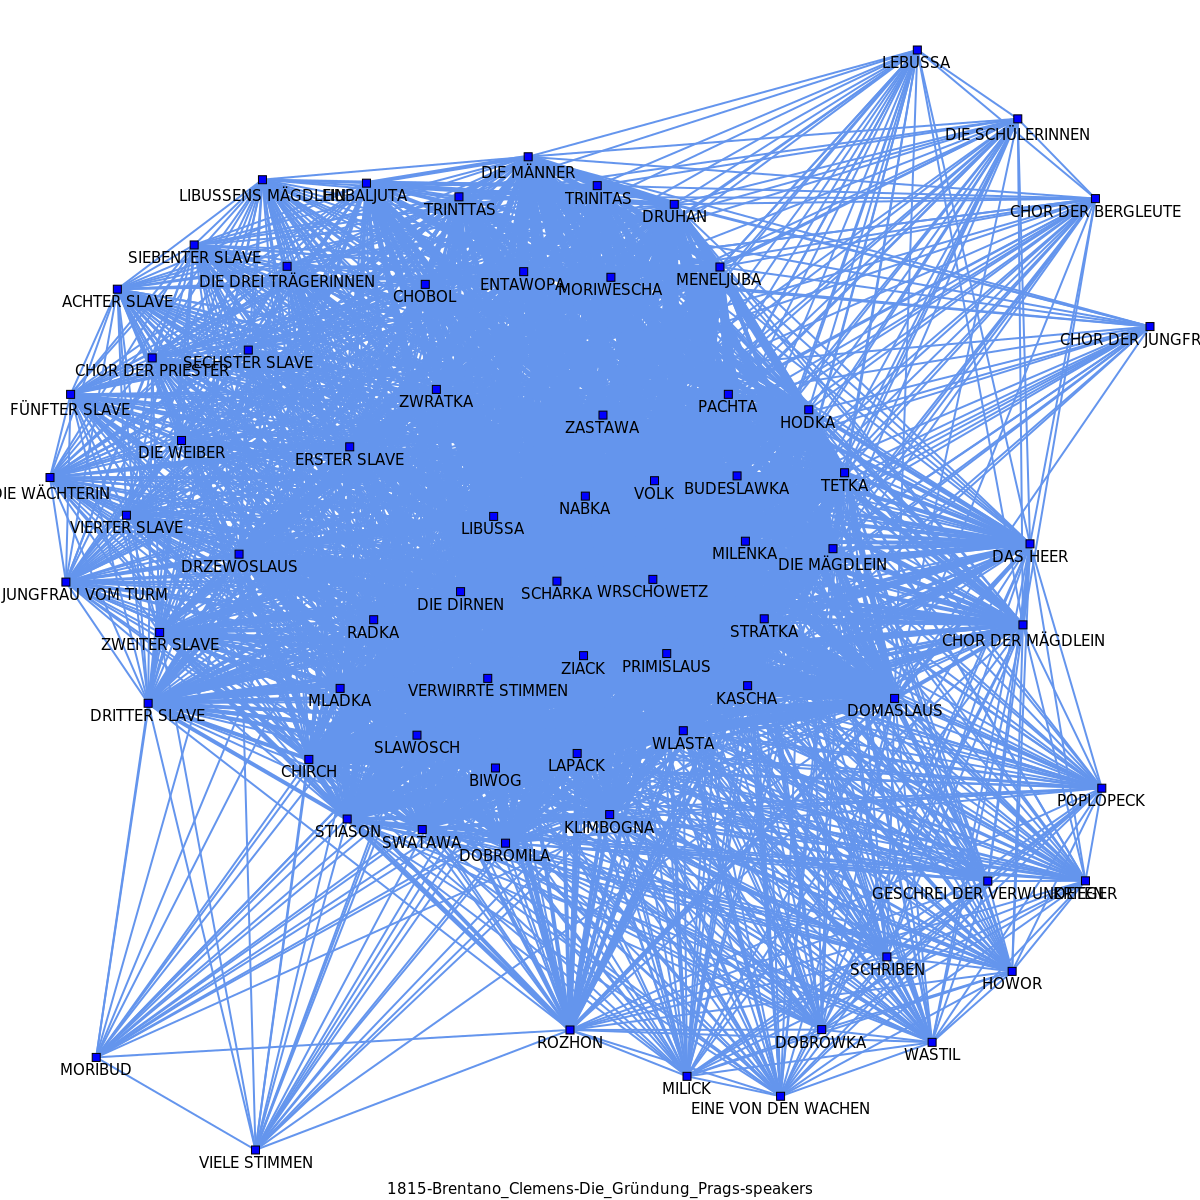 LEBUSSA
DIE SCHÜLERINNEN
DIE MÄNNER
LIBUSSENS MÄGDLEIN
HUBALJUTA
TRINTTAS
TRINITAS
DRUHAN
CHOR DER BERGLEUTE
SIEBENTER SLAVE
DIE DREI TRÄGERINNEN
ACHTER SLAVE
CHOBOL
ENTAWOPA
MORIWESCHA
MENELJUBA
CHOR DER JUNGFR
CHOR DER PRIESTER
SECHSTER SLAVE
FÜNFTER SLAVE
ZWRATKA
ZASTAWA
PACHTA
HODKA
DIE WEIBER
ERSTER SLAVE
DIE WÄCHTERIN
VOLK
BUDESLAWKA
TETKA
NABKA
VIERTER SLAVE
LIBUSSA
DRZEWOSLAUS
MILENKA
DIE MÄGDLEIN
DAS HEER
JUNGFRAU VOM TURM
DIE DIRNEN
SCHARKA
WRSCHOWETZ
ZWEITER SLAVE
RADKA
STRATKA
CHOR DER MÄGDLEIN
ZIACK
PRIMISLAUS
MLADKA
VERWIRRTE STIMMEN
KASCHA
DOMASLAUS
DRITTER SLAVE
SLAWOSCH
WLASTA
CHIRCH
BIWOG
LAPACK
POPLOPECK
STIASON
SWATAWA
DOBROMILA
KLIMBOGNA
GESCHREI DER VERWUNDETEN
KRIEGER
SCHRIBEN
HOWOR
ROZHON
DOBROWKA
WASTIL
MORIBUD
MILICK
EINE VON DEN WACHEN
VIELE STIMMEN
1815-Brentano_Clemens-Die_Gründung_Prags-speakers